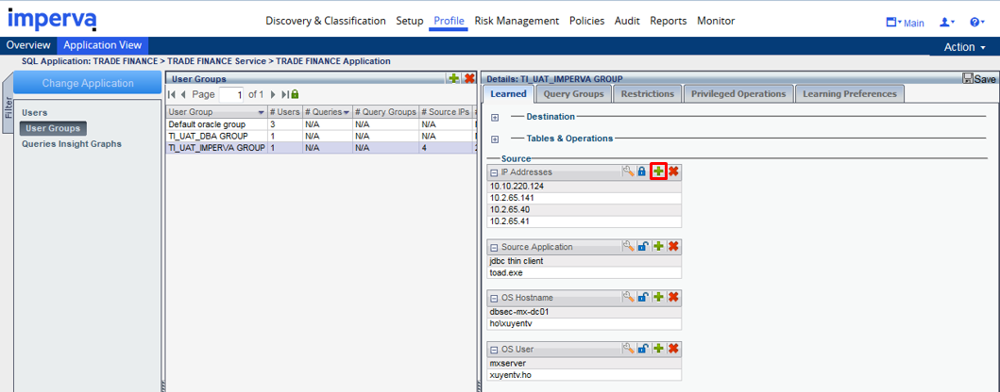 imperva
Discovery & Classification Setup Profile Risk Management Policies Audit Reports Monitor
Main
Overview Application View Action
SQL Application: TRADE FINANCE > TRADE FINANCE Service > TRADE FINANCE Application
Filter
Change Application
Users
User Groups
Queries Insight Graphs
User Groups
Page 1 of 1
User Group # Users # Queries # Query Groups # Source IPs #
Default oracle group 3 N/A N/A N/A
TI_UAT_DBA GROUP 1 N/A N/A N/A
TI_UAT_IMPERVA GROUP 1 N/A N/A 4
Details: TI_UAT_IMPERVA GROUP Save
Learned Query Groups Restrictions Privileged Operations Learning Preferences
Destination
Tables & Operations
Source
IP Addresses
10.10.220.124
10.2.65.141
10.2.65.40
10.2.65.41
Source Application
jdbc thin client
toad.exe
OS Hostname
dbsec-mx-dc01
ho\xuyentv
OS User
mxserver
xuyentv.ho